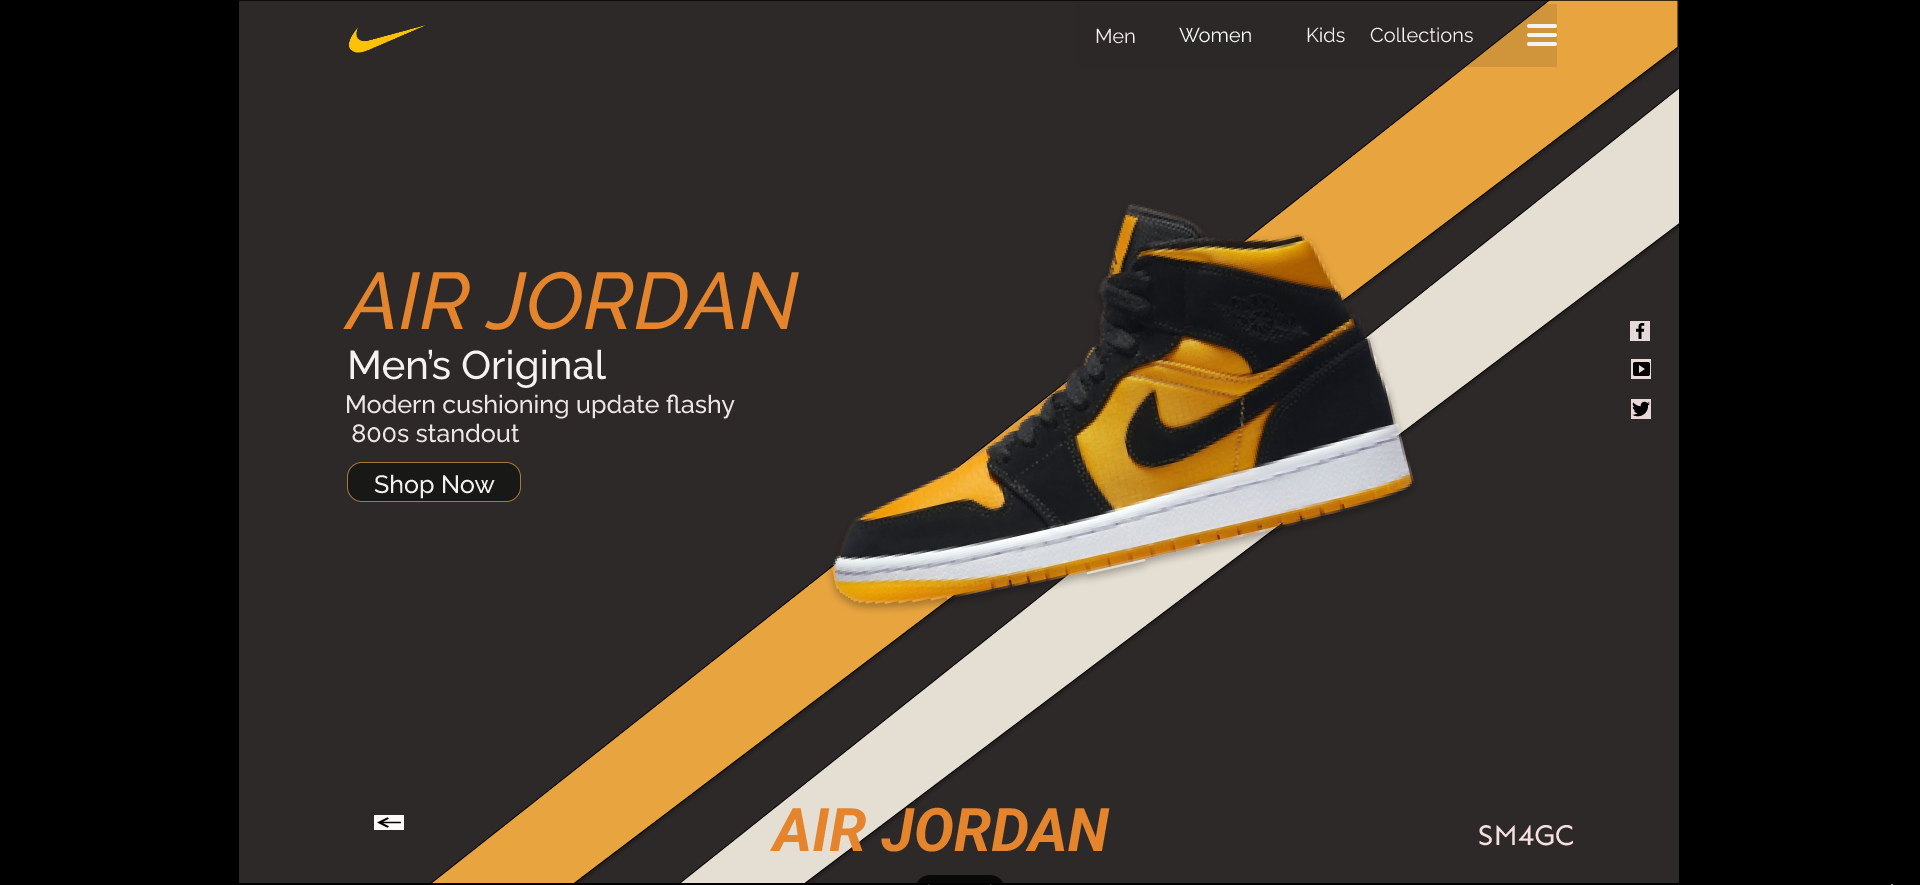 Men Women Kids Collections
AIR JORDAN
Men's Original
Modern cushioning update flashy
800s standout
Shop Now
AIR JORDAN
SM4GC